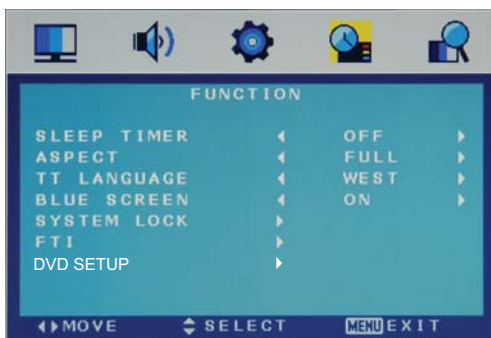 FUNCTION
SLEEP TIMER OFF
ASPECT FULL
TT LANGUAGE WEST
BLUE SCREEN ON
SYSTEM LOCK
FTI
DVD SETUP
MOVE SELECT MENU EXIT